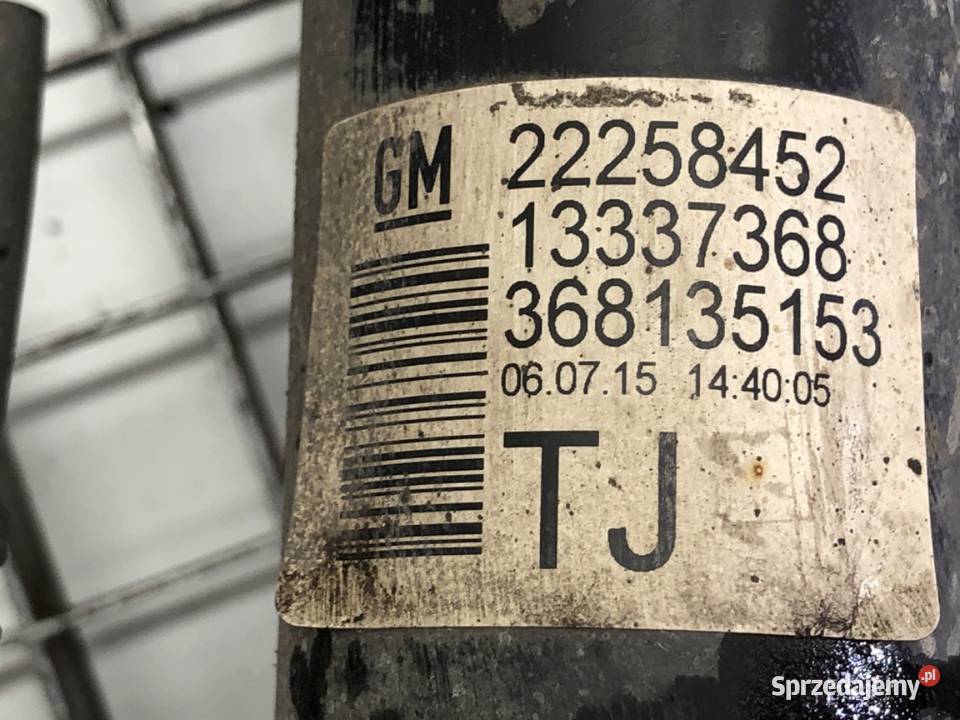 GM 22258452
13337368
368135153
06.07.15 14:40:05
TJ
Sprzedajemy.pl